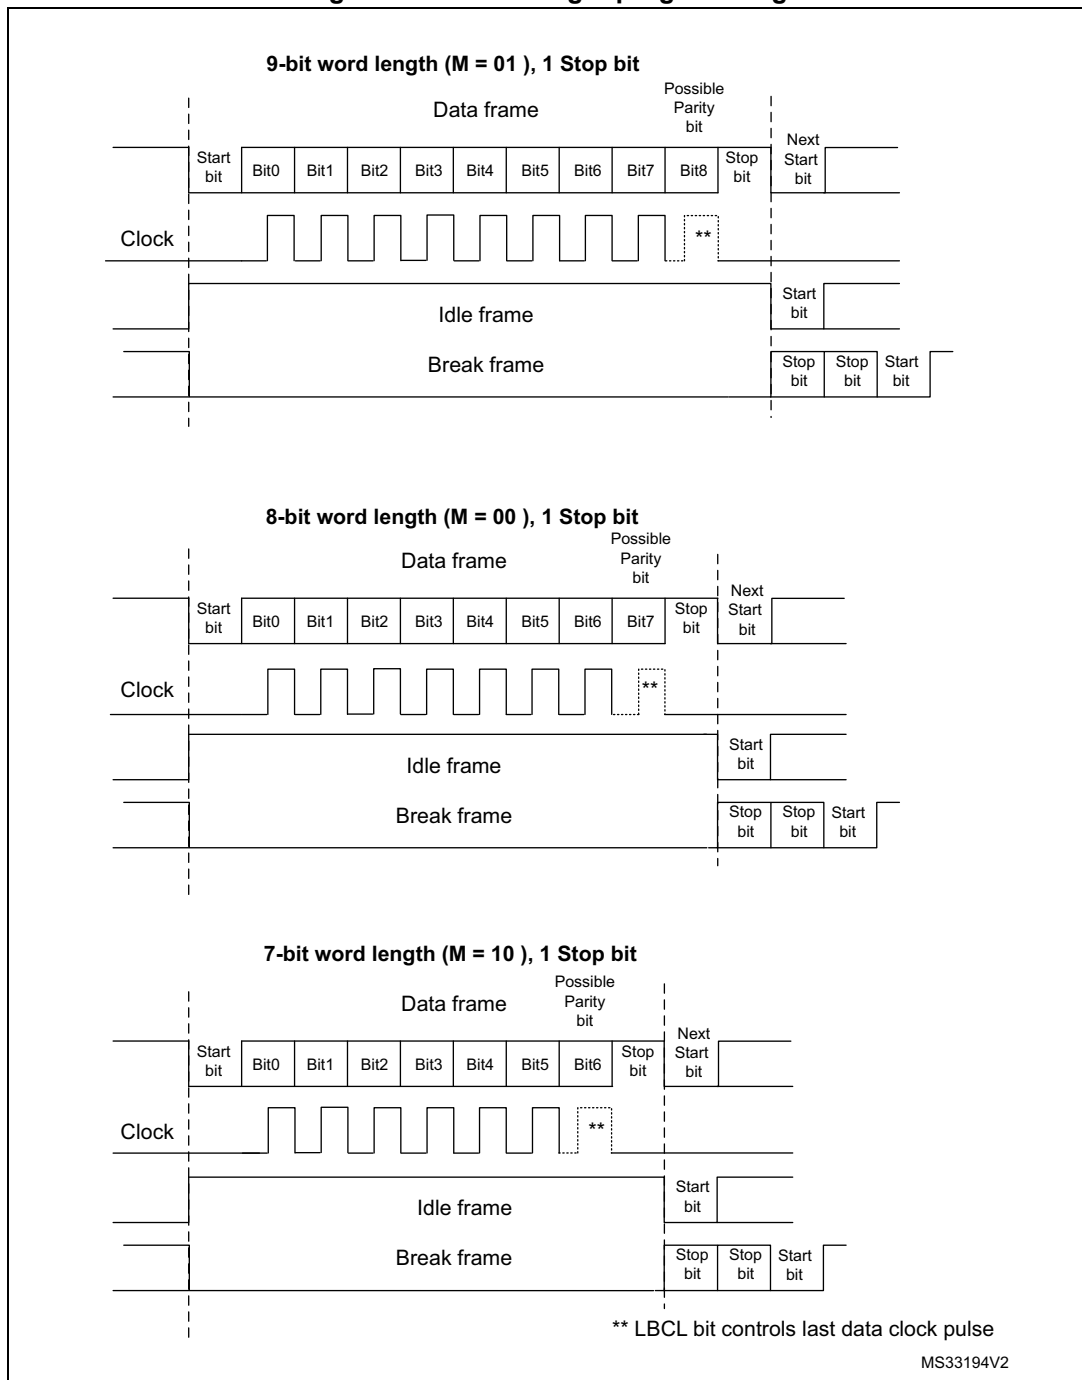 9-bit word length (M = 01 ), 1 Stop bit
Data frame
Possible
Parity
bit
Start
bit
Bit0 Bit1 Bit2 Bit3 Bit4 Bit5 Bit6 Bit7 Bit8
Stop
bit
Next
Start
bit
Clock
**
Idle frame
Start
bit
Break frame
Stop
bit
Stop
bit
Start
bit
8-bit word length (M = 00 ), 1 Stop bit
Data frame
Possible
Parity
bit
Start
bit
Bit0 Bit1 Bit2 Bit3 Bit4 Bit5 Bit6 Bit7
Stop
bit
Next
Start
bit
Clock
**
Idle frame
Start
bit
Break frame
Stop
bit
Stop
bit
Start
bit
7-bit word length (M = 10 ), 1 Stop bit
Data frame
Possible
Parity
bit
Start
bit
Bit0 Bit1 Bit2 Bit3 Bit4 Bit5 Bit6
Stop
bit
Next
Start
bit
Clock
**
Idle frame
Start
bit
Break frame
Stop
bit
Stop
bit
Start
bit
** LBCL bit controls last data clock pulse
MS33194V2